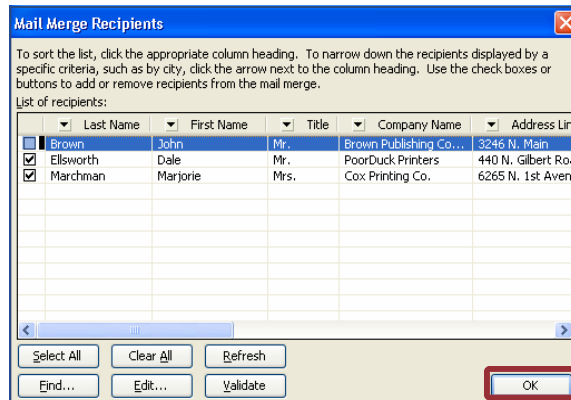 Mail Merge Recipients
To sort the list, click the appropriate column heading. To narrow down the recipients displayed by a
specific criteria, such as by city, click the arrow next to the column heading. Use the check boxes or
buttons to add or remove recipients from the mail merge.
List of recipients:
Last Name First Name Title Company Name Address Lin
Brown John Mr. Brown Publishing Co... 3246 N. Main
Ellsworth Dale Mr. PoorDuck Printers 440 N. Gilbert Ro
Marchman Marjorie Mrs. Cox Printing Co. 6265 N. 1st Aven
Select All Clear All Refresh
Find... Edit... Validate OK